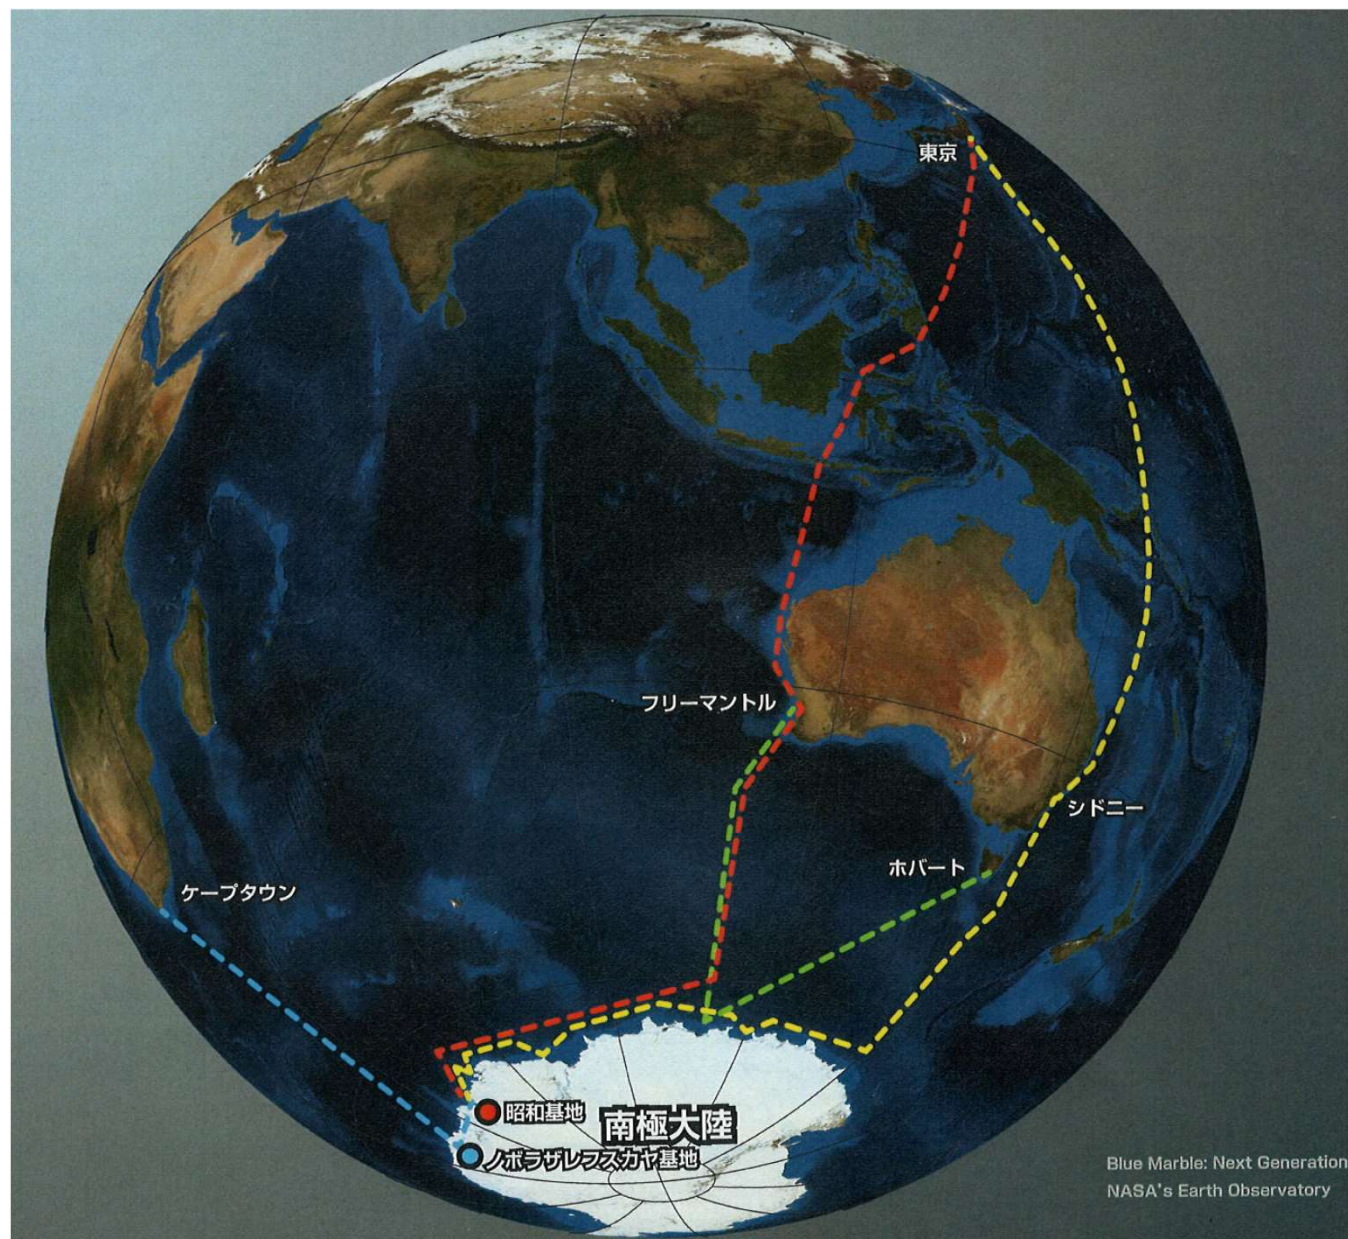 東京
フリーマントル
シドニー
ホバート
ケープタウン
昭和基地
南極大陸
ノボラザレフスカヤ基地
Blue Marble: Next Generation
NASA's Earth Observatory